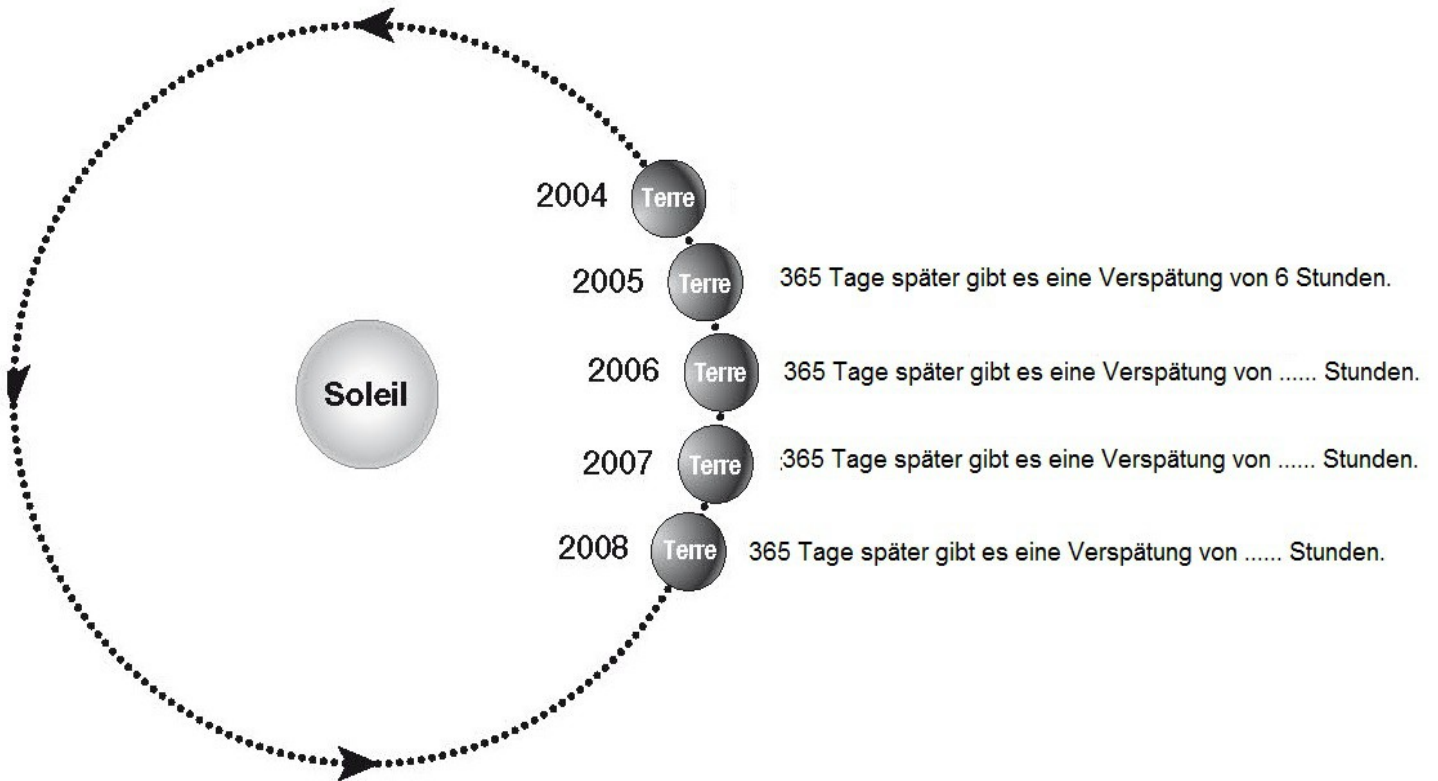 2004 Terre
2005 Terre 365 Tage später gibt es eine Verspätung von 6 Stunden.
2006 Terre 365 Tage später gibt es eine Verspätung von ...... Stunden.
Soleil
2007 Terre 365 Tage später gibt es eine Verspätung von ...... Stunden.
2008 Terre 365 Tage später gibt es eine Verspätung von ...... Stunden.